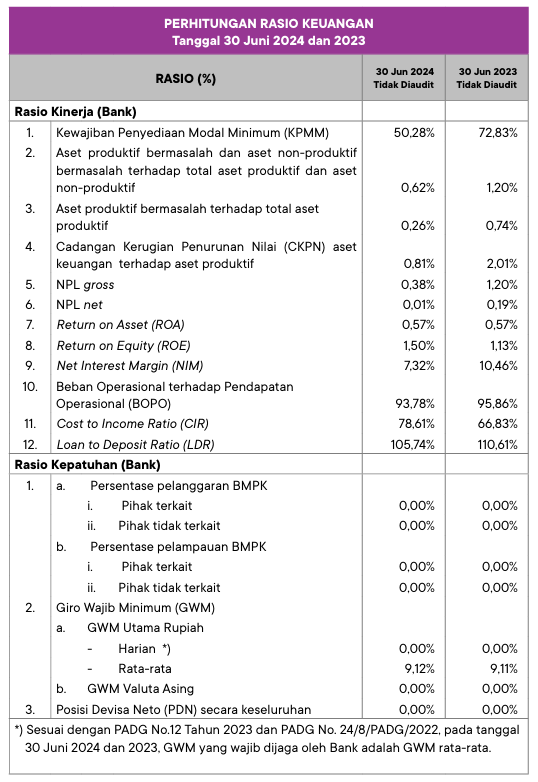 PERHITUNGAN RASIO KEUANGAN
Tanggal 30 Juni 2024 dan 2023
RASIO (%) 30 Jun 2024 Tidak Diaudit 30 Jun 2023 Tidak Diaudit
Rasio Kinerja (Bank)
1. Kewajiban Penyediaan Modal Minimum (KPMM) 50,28% 72,83%
2. Aset produktif bermasalah dan aset non-produktif
bermasalah terhadap total aset produktif dan aset
non-produktif 0,62% 1,20%
3. Aset produktif bermasalah terhadap total aset
produktif 0,26% 0,74%
4. Cadangan Kerugian Penurunan Nilai (CKPN) aset
keuangan terhadap aset produktif 0,81% 2,01%
5. NPL gross 0,38% 1,20%
6. NPL net 0,01% 0,19%
7. Return on Asset (ROA) 0,57% 0,57%
8. Return on Equity (ROE) 1,50% 1,13%
9. Net Interest Margin (NIM) 7,32% 10,46%
10. Beban Operasional terhadap Pendapatan
Operasional (BOPO) 93,78% 95,86%
11. Cost to Income Ratio (CIR) 78,61% 66,83%
12. Loan to Deposit Ratio (LDR) 105,74% 110,61%
Rasio Kepatuhan (Bank)
1. a. Persentase pelanggaran BMPK
i. Pihak terkait 0,00% 0,00%
ii. Pihak tidak terkait 0,00% 0,00%
b. Persentase pelampauan BMPK
i. Pihak terkait 0,00% 0,00%
ii. Pihak tidak terkait 0,00% 0,00%
2. Giro Wajib Minimum (GWM)
a. GWM Utama Rupiah
- Harian *) 0,00% 0,00%
- Rata-rata 9,12% 9,11%
b. GWM Valuta Asing 0,00% 0,00%
3. Posisi Devisa Neto (PDN) secara keseluruhan 0,00% 0,00%
*) Sesuai dengan PADG No.12 Tahun 2023 dan PADG No. 24/8/PADG/2022, pada tanggal
30 Juni 2024 dan 2023, GWM yang wajib dijaga oleh Bank adalah GWM rata-rata.